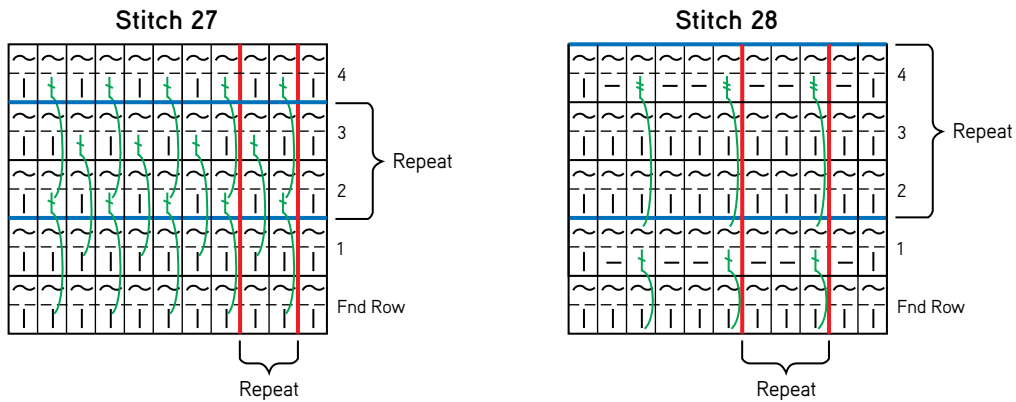 Stitch 27
4
3
Repeat
2
1
Fnd Row
Repeat
Stitch 28
4
3
Repeat
2
1
Fnd Row
Repeat